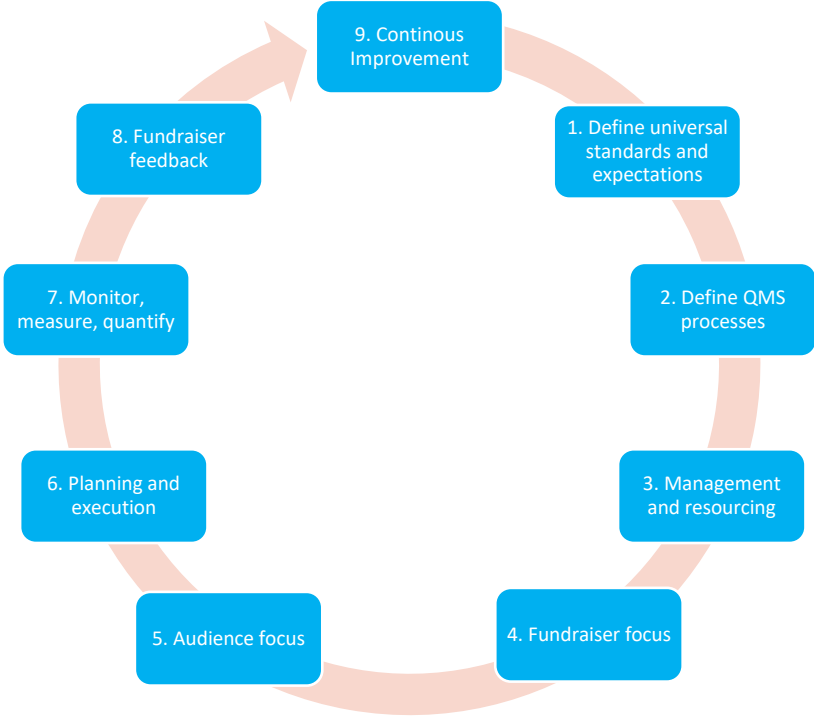 9. Continous
Improvement
1. Define universal
standards and
expectations
2. Define QMS
processes
3. Management
and resourcing
4. Fundraiser focus
5. Audience focus
6. Planning and
execution
7. Monitor,
measure, quantify
8. Fundraiser
feedback